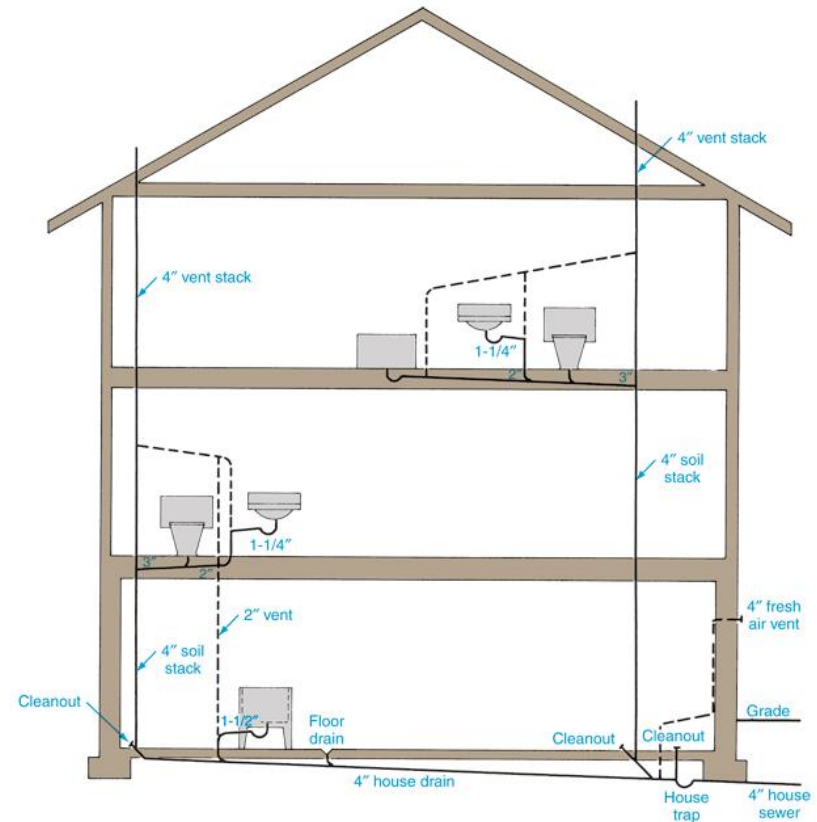 4″ vent stack
4″ vent stack
1-1/4″
2″
3″
4″ soil
stack
1-1/4″
3″
2″
2″ vent
4″ fresh
air vent
4″ soil
stack
Cleanout
1-1/2″
Floor
drain
Cleanout
Cleanout
Grade
4″ house drain
House
trap
4″ house
sewer